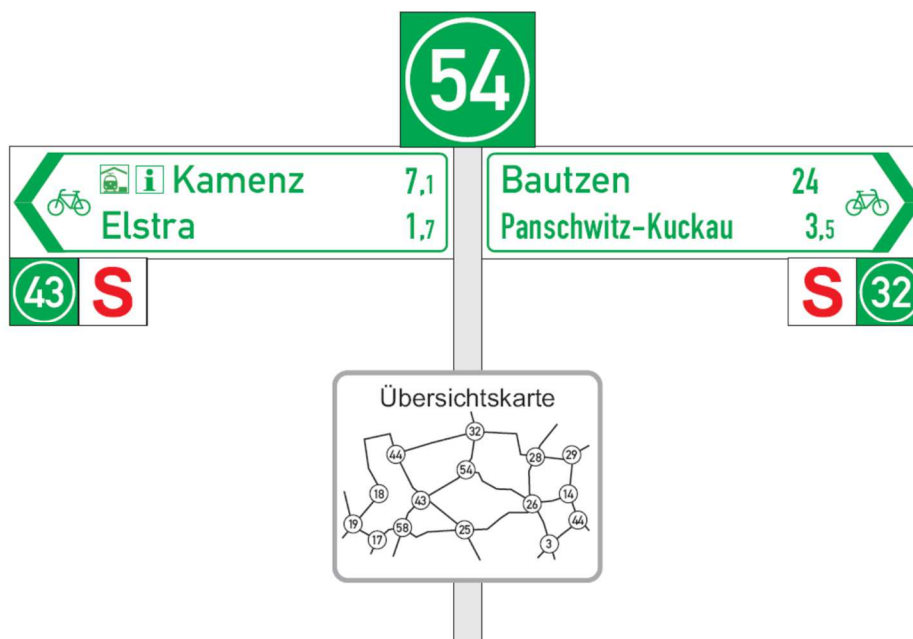 54
Kamenz 7,1
Elstra 1,7
43 S
Bautzen 24
Panschwitz-Kuckau 3,5
S 32
Übersichtskarte
32
44
28
29
54
18
43
26
14
19
17
58
25
44
3